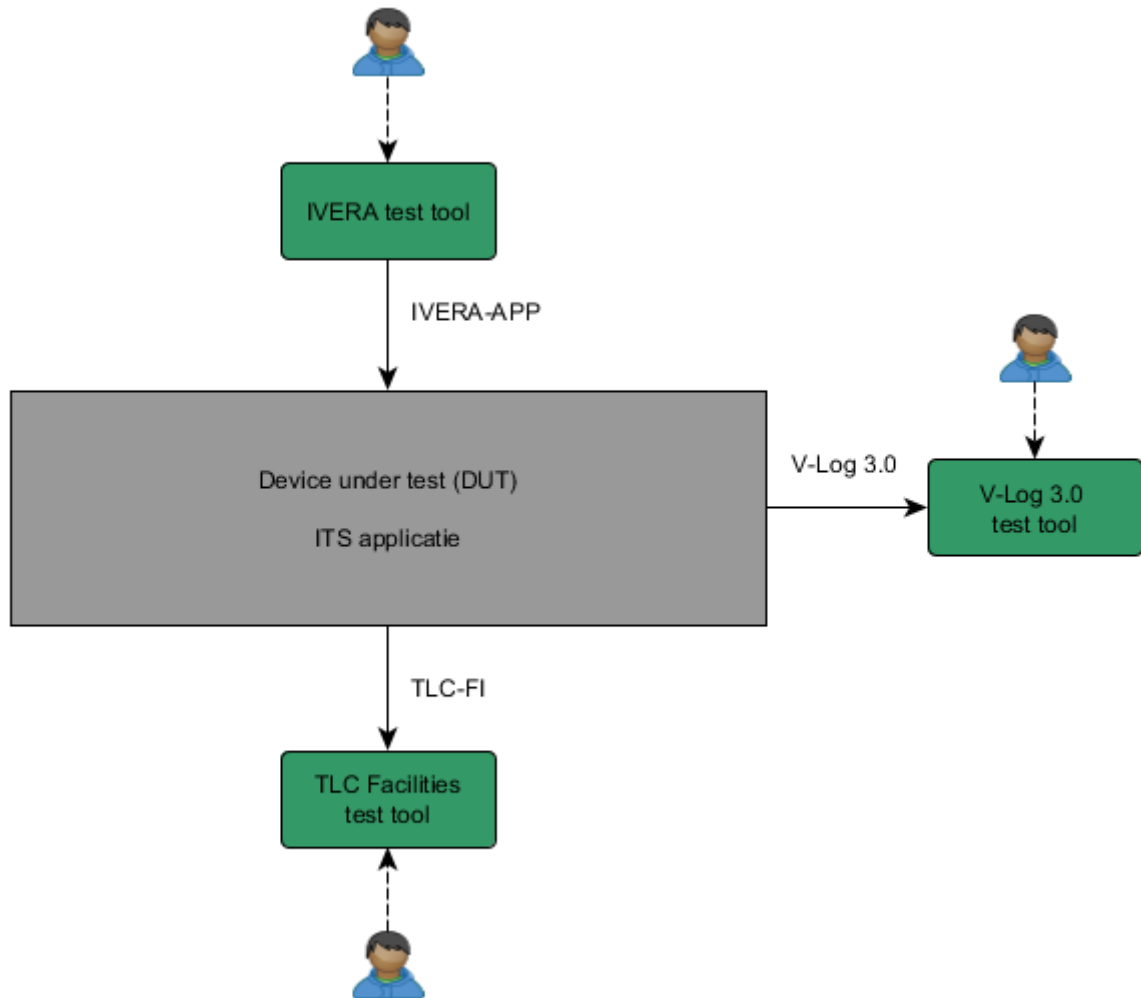 IVERA test tool
IVERA-APP
Device under test (DUT)
ITS applicatie
V-Log 3.0
V-Log 3.0
test tool
TLC-FI
TLC Facilities
test tool